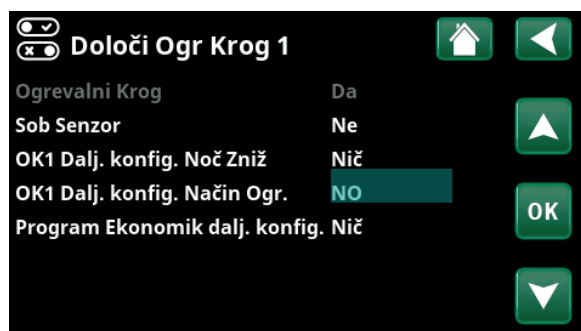 Določi Ogr Krog 1
Ogrevalni Krog Da
Sob Senzor Ne
OK1 Dalj. konfig. Noč Zniž Nič
OK1 Dalj. konfig. Način Ogr. NO
OK
Program Ekonomik dalj. konfig. Nič